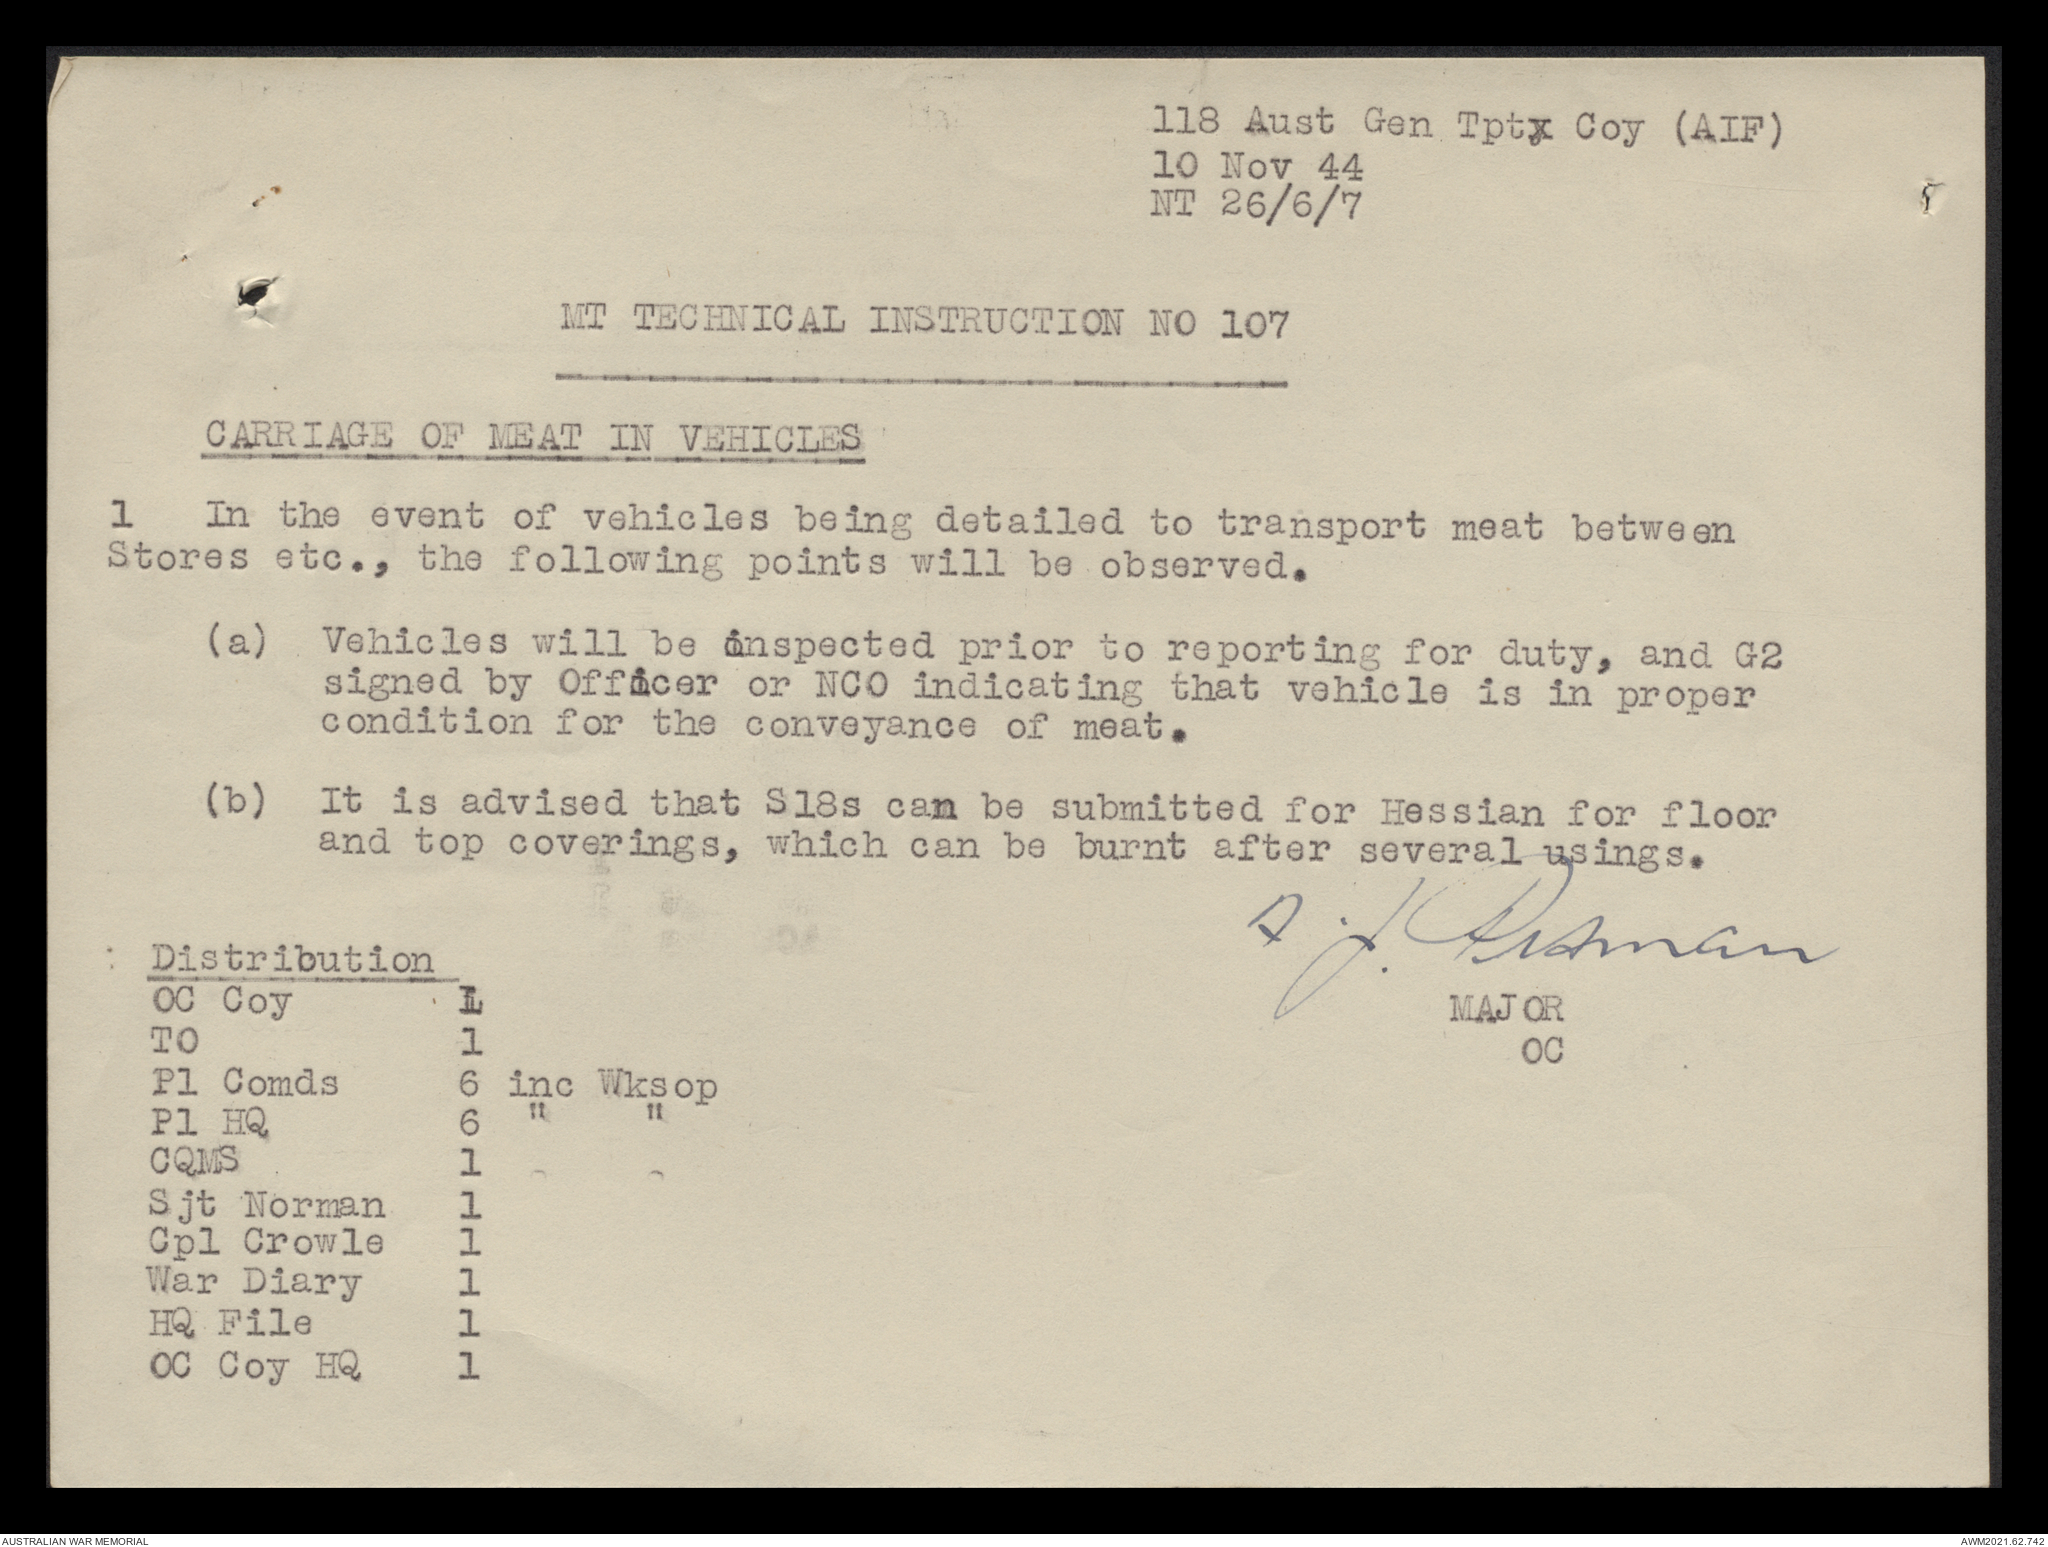 118 Aust Gen Tpt Coy (AIF)
10 Nov 44
NT 26/6/7
MT TECHNICAL INSTRUCTION NO 107
CARRIAGE OF MEAT IN VEHICLES
1 In the event of vehicles being detailed to transport meat between
Stores etc., the following points will be observed.
(a) Vehicles will be inspected prior to reporting for duty, and G2
signed by Officer or NCO indicating that vehicle is in proper
condition for the conveyance of meat.
(b) It is advised that S18s can be submitted for Hessian for floor
and top coverings, which can be burnt after several usings.
MAJOR
OC
Distribution
OC Coy 1
TO 1
Pl Comds 6 inc Wksop
Pl HQ 6 " "
CQMS 1
Sjt Norman 1
Cpl Crowle 1
War Diary 1
HQ File 1
OC Coy HQ 1
AUSTRALIAN WAR MEMORIAL
AWM2021.62.742